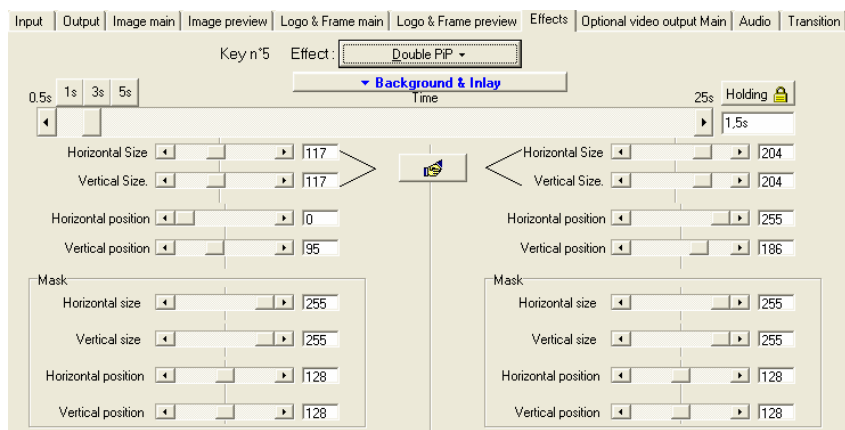 Input Output Image main Image preview Logo & Frame main Logo & Frame preview Effects Optional video output Main Audio Transition
Key n°5 Effect : Double PiP
Background & Inlay
0.5s 1s 3s 5s Time 25s Holding
1,5s
Horizontal Size 117 Horizontal Size 204
Vertical Size. 117 Vertical Size. 204
Horizontal position 0 Horizontal position 255
Vertical position 95 Vertical position 186
Mask Mask
Horizontal size 255 Horizontal size 255
Vertical size 255 Vertical size 255
Horizontal position 128 Horizontal position 128
Vertical position 128 Vertical position 128